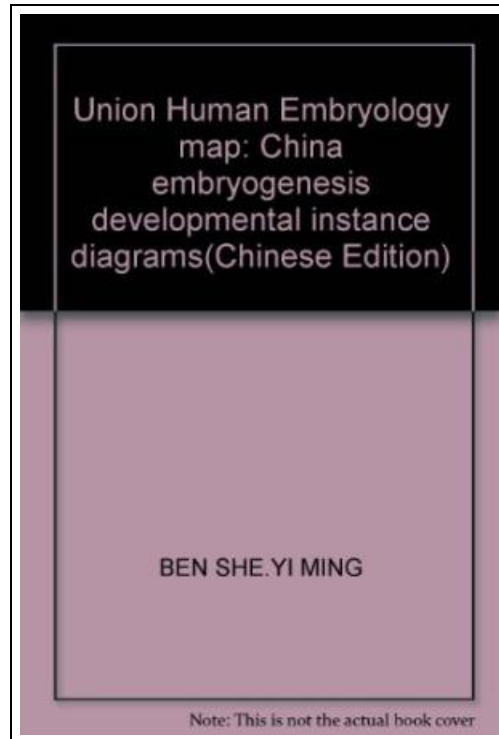 Union Human Embryology
map: China
embryogenesis
developmental instance
diagrams(Chinese Edition)
BEN SHE.YI MING
Note: This is not the actual book cover